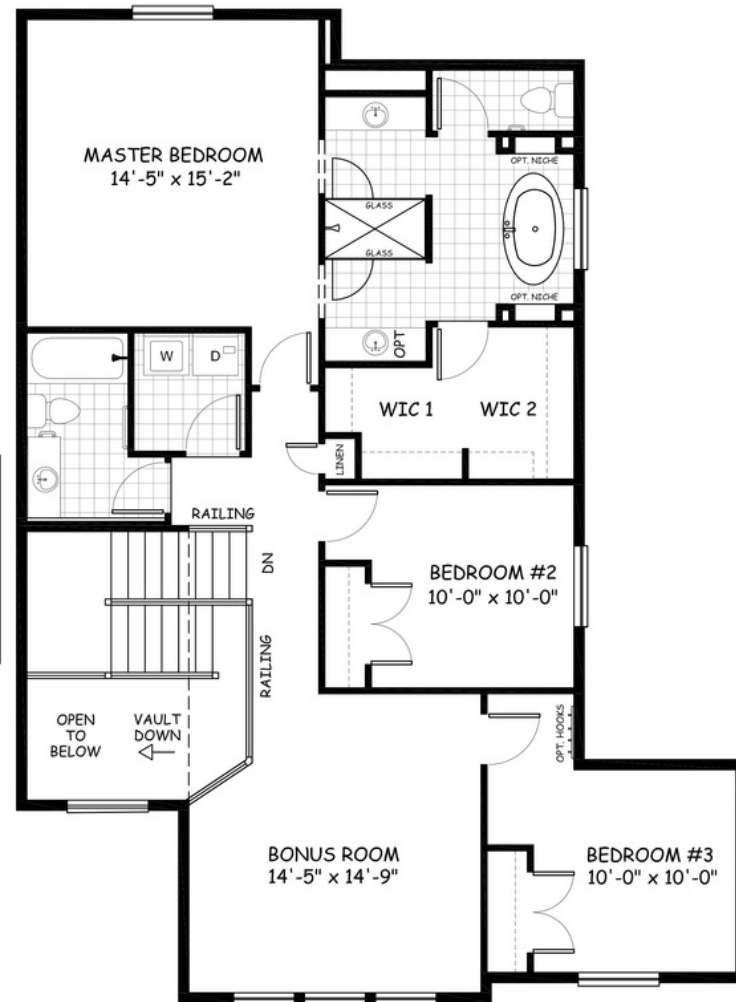 MASTER BEDROOM
14'-5" x 15'-2"
GLASS
GLASS
OPT. NICHE
OPT. NICHE
OPT
W
D
WIC 1
WIC 2
LINEN
RAILING
DN
RAILING
BEDROOM #2
10'-0" x 10'-0"
OPEN
TO
BELOW
VAULT
DOWN
OPT. HOOKS
BONUS ROOM
14'-5" x 14'-9"
BEDROOM #3
10'-0" x 10'-0"